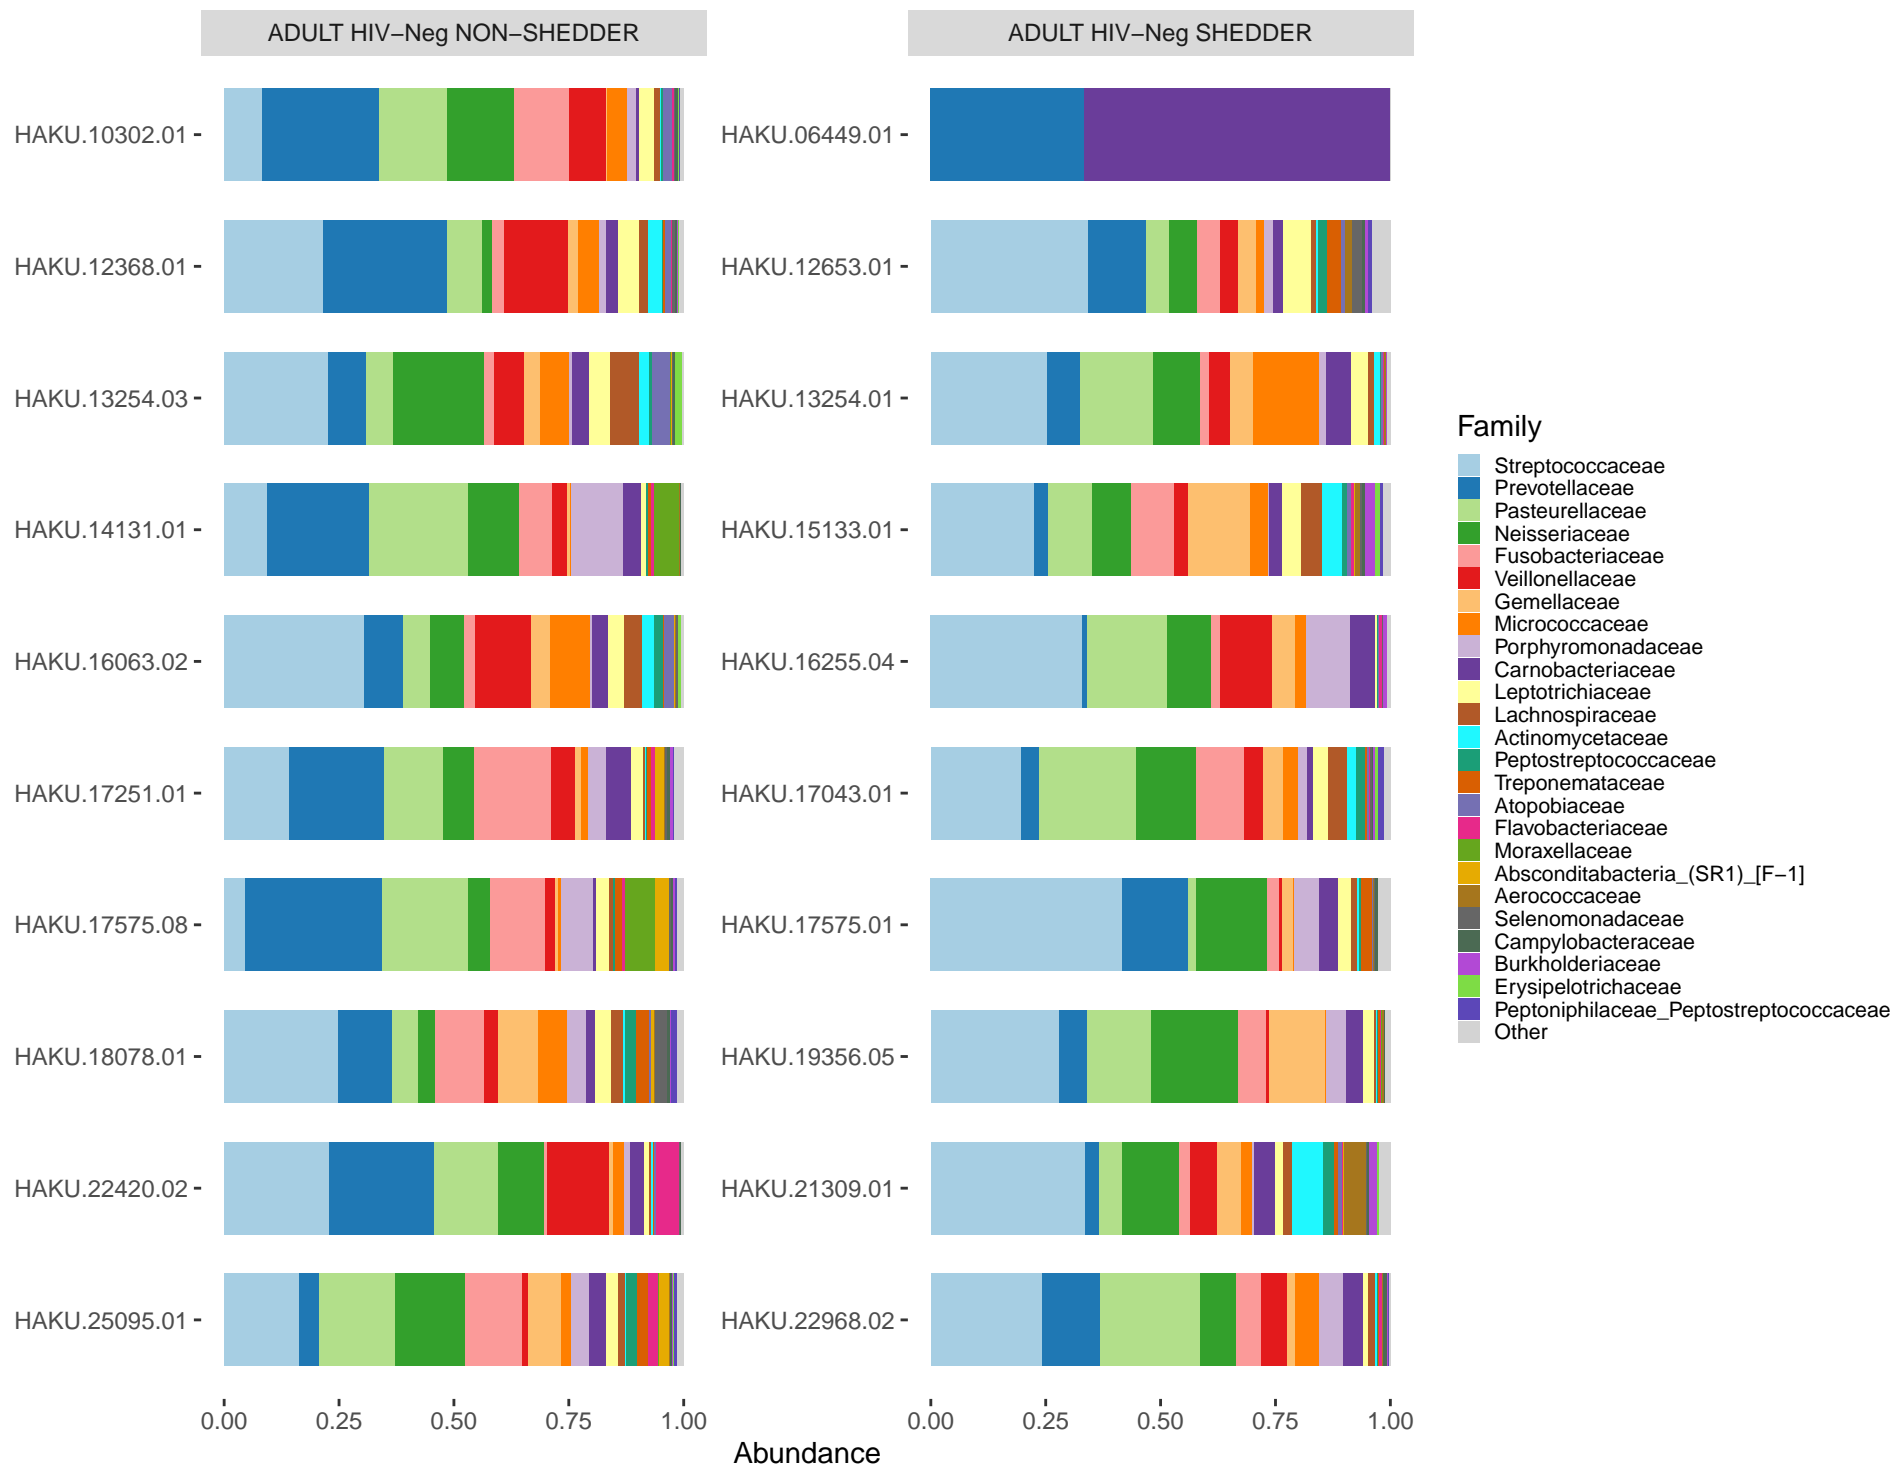 ADULT HIV−Neg NON−SHEDDER
ADULT HIV−Neg SHEDDER
HAKU.10302.01
HAKU.12368.01
HAKU.13254.03
HAKU.14131.01
HAKU.16063.02
HAKU.17251.01
HAKU.17575.08
HAKU.18078.01
HAKU.22420.02
HAKU.25095.01
HAKU.06449.01
HAKU.12653.01
HAKU.13254.01
HAKU.15133.01
HAKU.16255.04
HAKU.17043.01
HAKU.17575.01
HAKU.19356.05
HAKU.21309.01
HAKU.22968.02
0.00 0.25 0.50 0.75 1.00
0.00 0.25 0.50 0.75 1.00
Abundance
Family
Streptococcaceae
Prevotellaceae
Pasteurellaceae
Neisseriaceae
Fusobacteriaceae
Veillonellaceae
Gemellaceae
Micrococcaceae
Porphyromonadaceae
Carnobacteriaceae
Leptotrichiaceae
Lachnospiraceae
Actinomycetaceae
Peptostreptococcaceae
Treponemataceae
Atopobiaceae
Flavobacteriaceae
Moraxellaceae
Absconditabacteria_(SR1)_[F−1]
Aerococcaceae
Selenomonadaceae
Campylobacteraceae
Burkholderiaceae
Erysipelotrichaceae
Peptoniphilaceae_Peptostreptococcaceae
Other